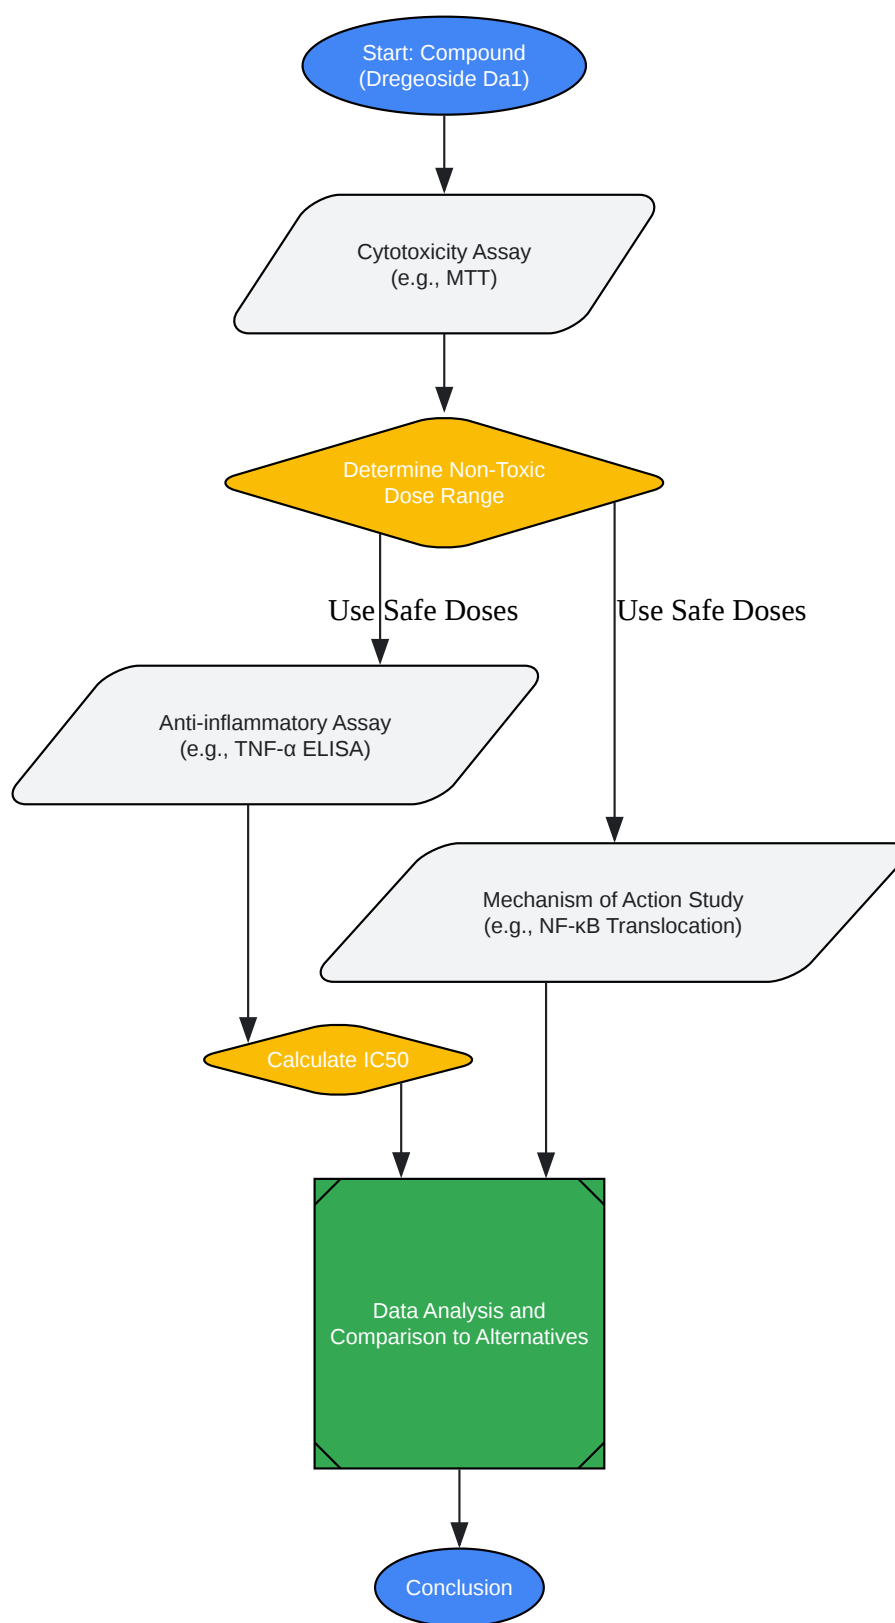 Start: Compound
(Dregeoside Da1)
Cytotoxicity Assay
(e.g., MTT)
Determine Non-Toxic
Dose Range
Use Safe Doses
Use Safe Doses
Anti-inflammatory Assay
(e.g., TNF-α ELISA)
Mechanism of Action Study
(e.g., NF-κB Translocation)
Calculate IC50
Data Analysis and
Comparison to Alternatives
Conclusion